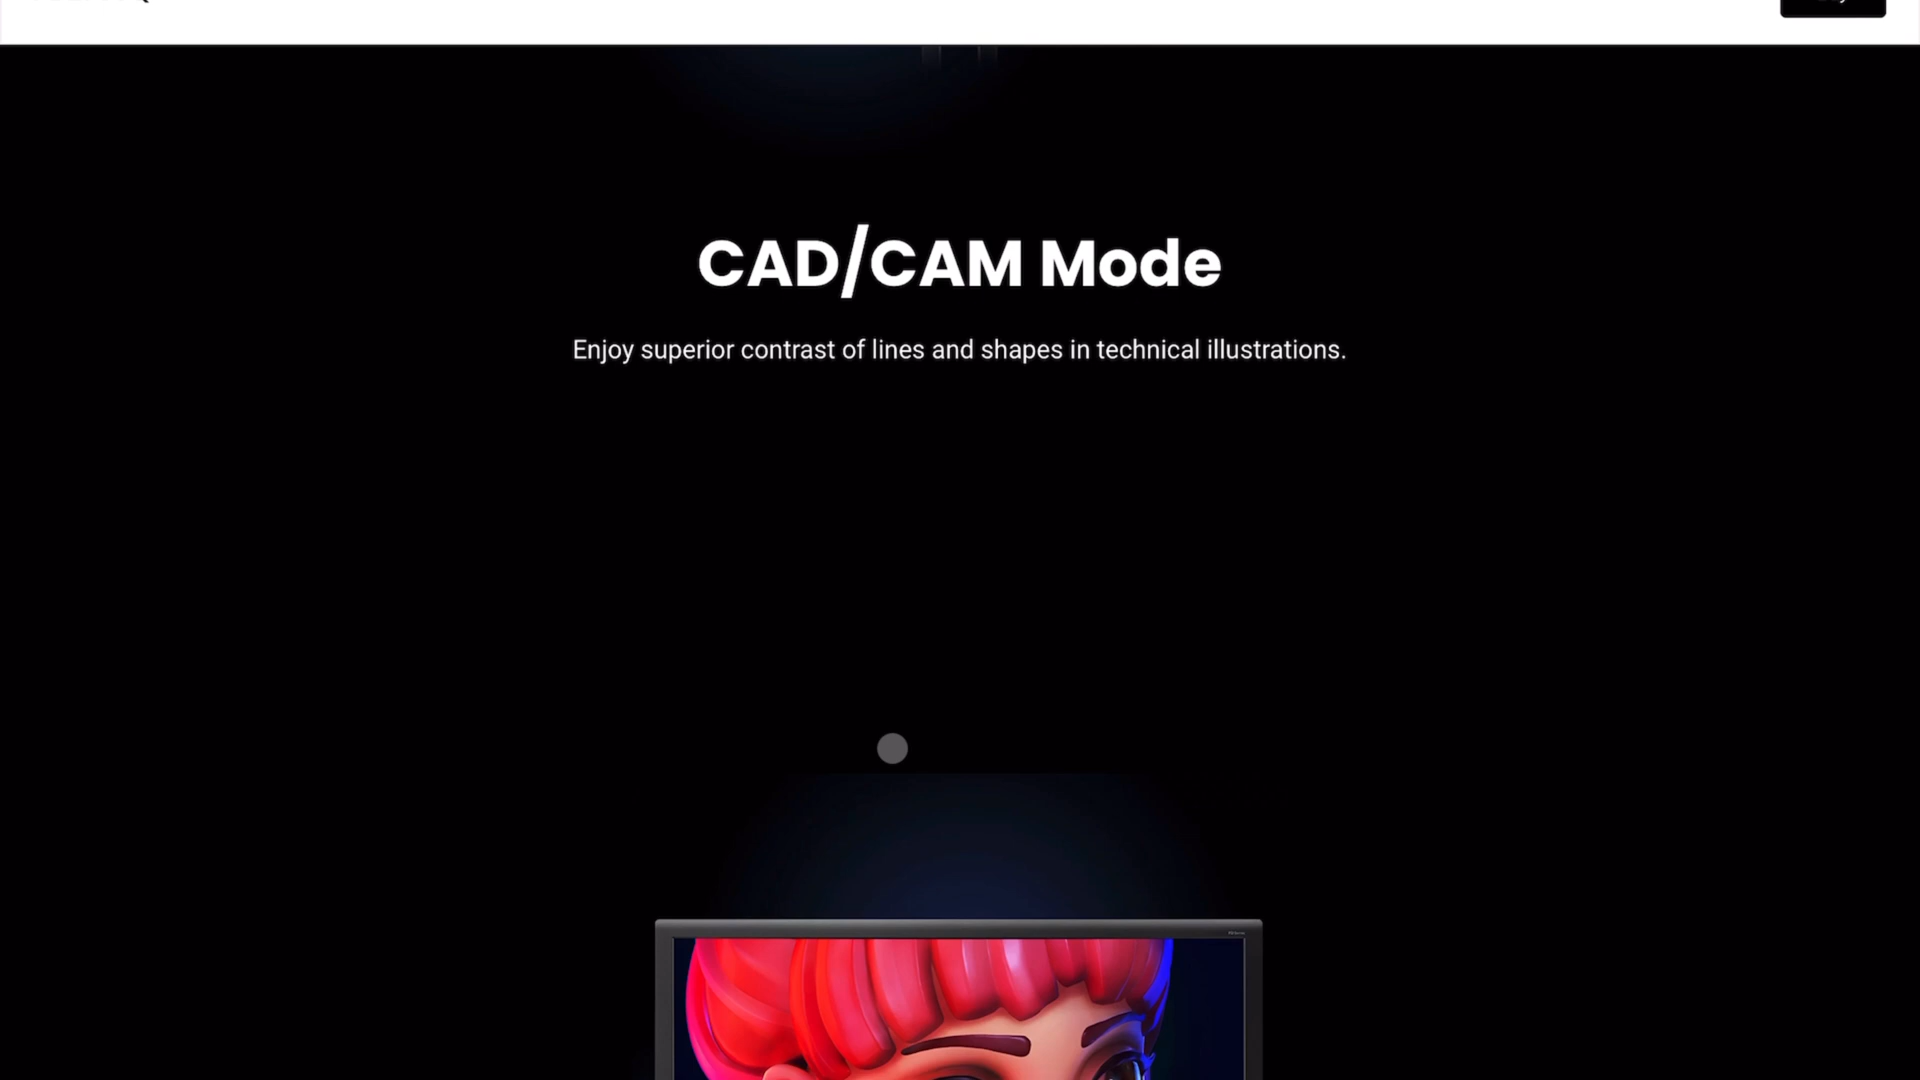 CAD/CAM Mode
Enjoy superior contrast of lines and shapes in technical illustrations.